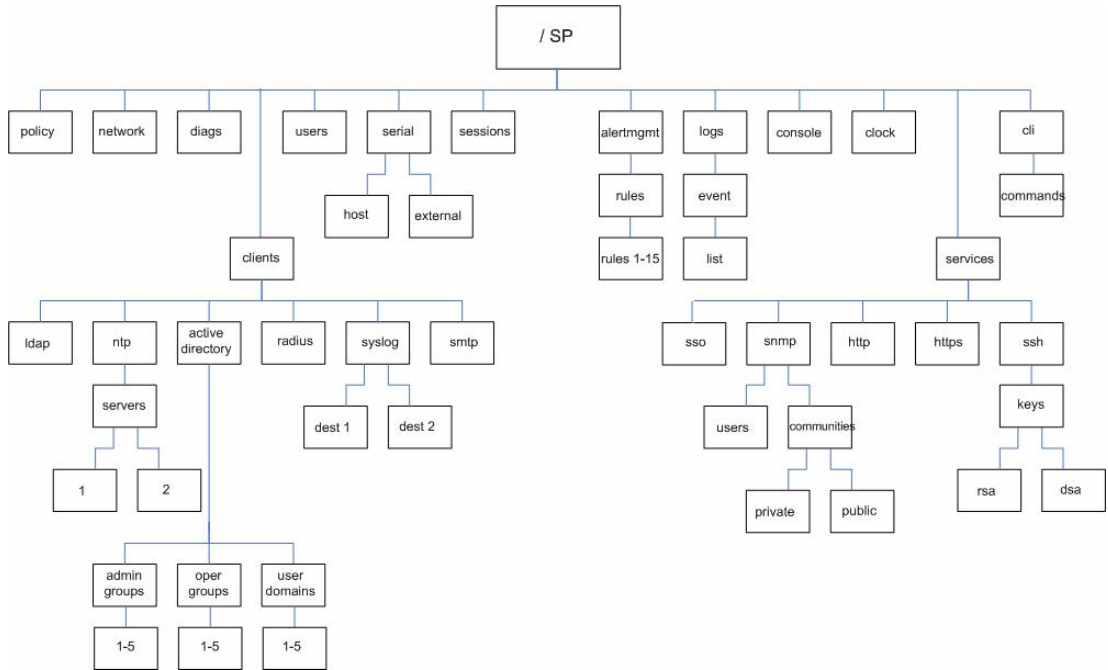 / SP
policy
network
diags
users
serial
sessions
alertmgmt
logs
console
clock
cli
host
external
rules
event
commands
clients
rules 1-15
list
services
ldap
ntp
active
directory
radius
syslog
smtp
sso
snmp
http
https
ssh
servers
dest 1
dest 2
users
communities
keys
1
2
private
public
rsa
dsa
admin
groups
oper
groups
user
domains
1-5
1-5
1-5